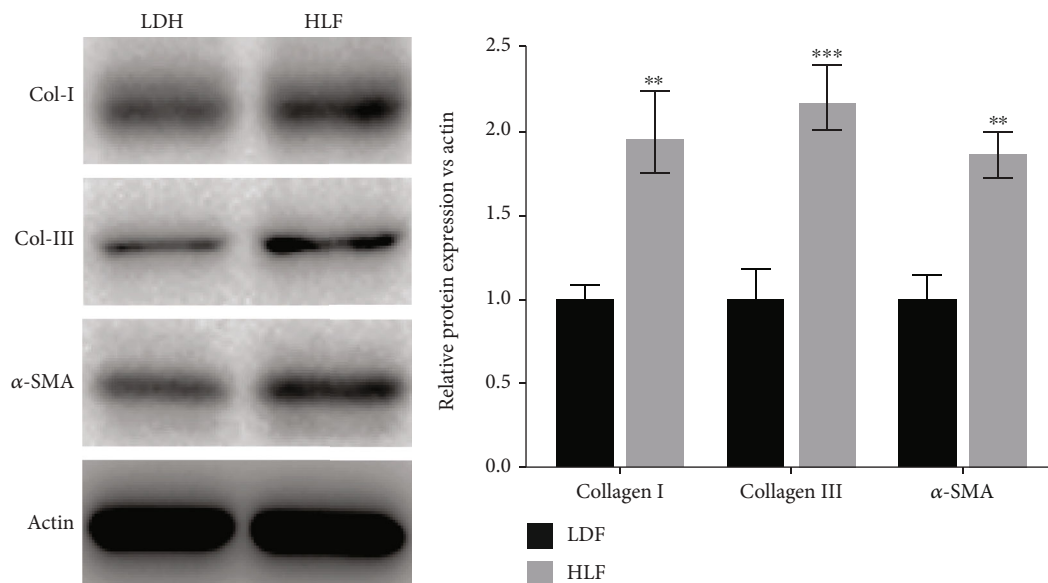 LDH HLF
Col-I
Col-III
α-SMA
Actin
Relative protein expression vs actin
2.5
2.0
1.5
1.0
0.5
0.0
**
***
**
Collagen I Collagen III α-SMA
LDF
HLF